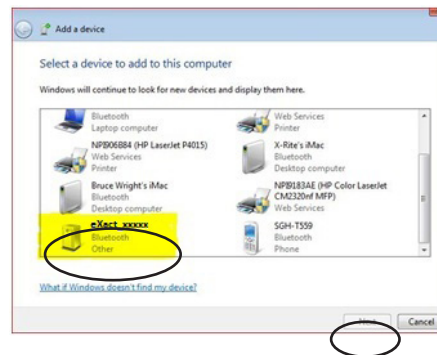 Add a device
Select a device to add to this computer
Windows will continue to look for new devices and display them here.
Bluetooth
Laptop computer
Web Services
Printer
NPI906B84 (HP LaserJet P4015)
Web Services
Printer
X-Rite's iMac
Bluetooth
Desktop computer
Bruce Wright's iMac
Bluetooth
Desktop computer
NPI9183AE (HP Color LaserJet
CM2320nf MFP)
Web Services
eXact_xxxxx
Bluetooth
Other
SGH-T559
Bluetooth
Phone
What if Windows doesn't find my device?
Next
Cancel